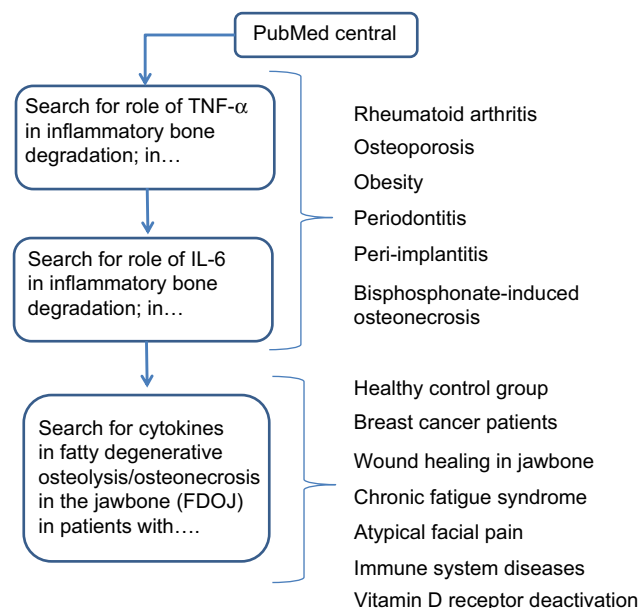 PubMed central
Search for role of TNF-α
in inflammatory bone
degradation; in…
Rheumatoid arthritis
Osteoporosis
Obesity
Periodontitis
Peri-implantitis
Bisphosphonate-induced
osteonecrosis
Search for role of IL-6
in inflammatory bone
degradation; in…
Search for cytokines
in fatty degenerative
osteolysis/osteonecrosis
in the jawbone (FDOJ)
in patients with….
Healthy control group
Breast cancer patients
Wound healing in jawbone
Chronic fatigue syndrome
Atypical facial pain
Immune system diseases
Vitamin D receptor deactivation